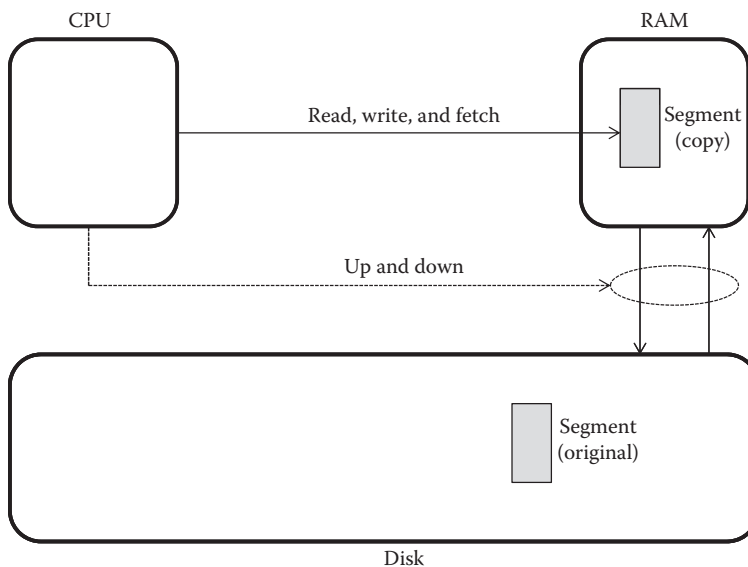 CPU
RAM
Read, write, and fetch
Segment
(copy)
Up and down
Segment
(original)
Disk